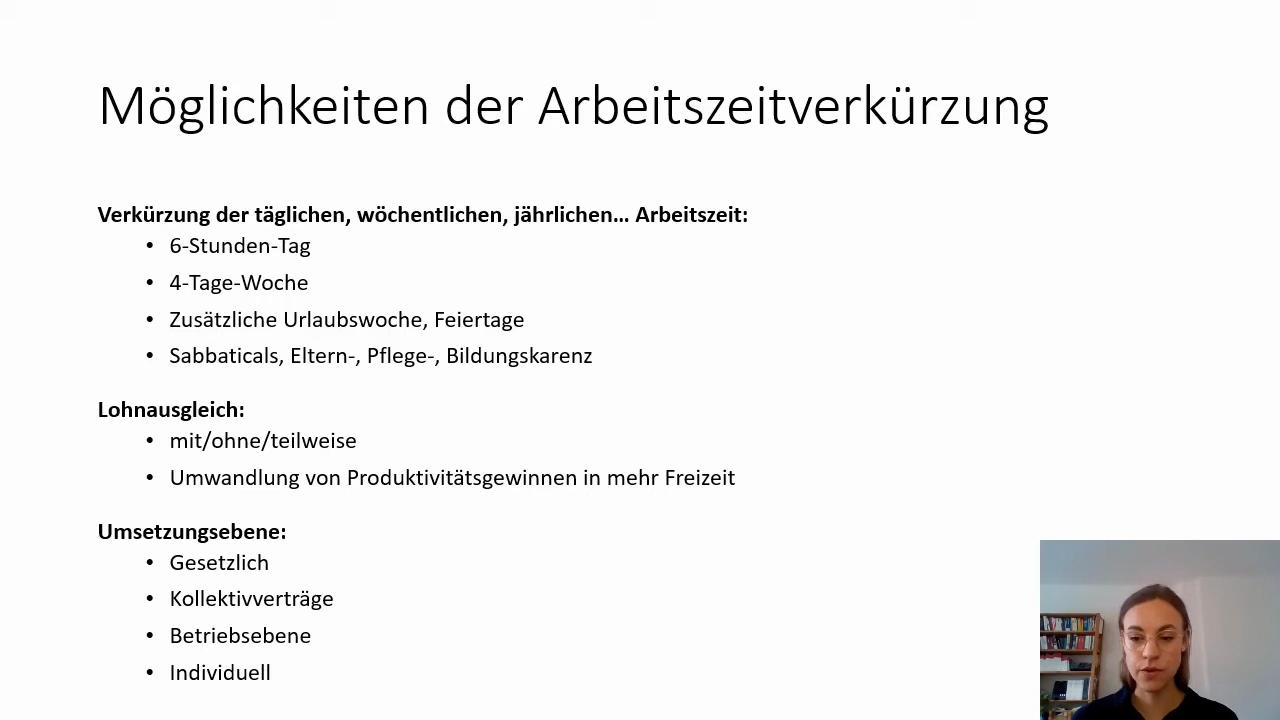 Möglichkeiten der Arbeitszeitverkürzung
Verkürzung der täglichen, wöchentlichen, jährlichen... Arbeitszeit:
• 6-Stunden-Tag
• 4-Tage-Woche
• Zusätzliche Urlaubswoche, Feiertage
• Sabbaticals, Eltern-, Pflege-, Bildungskarenz
Lohnausgleich:
• mit/ohne/teilweise
• Umwandlung von Produktivitätsgewinnen in mehr Freizeit
Umsetzungsebene:
• Gesetzlich
• Kollektivverträge
• Betriebsebene
• Individuell